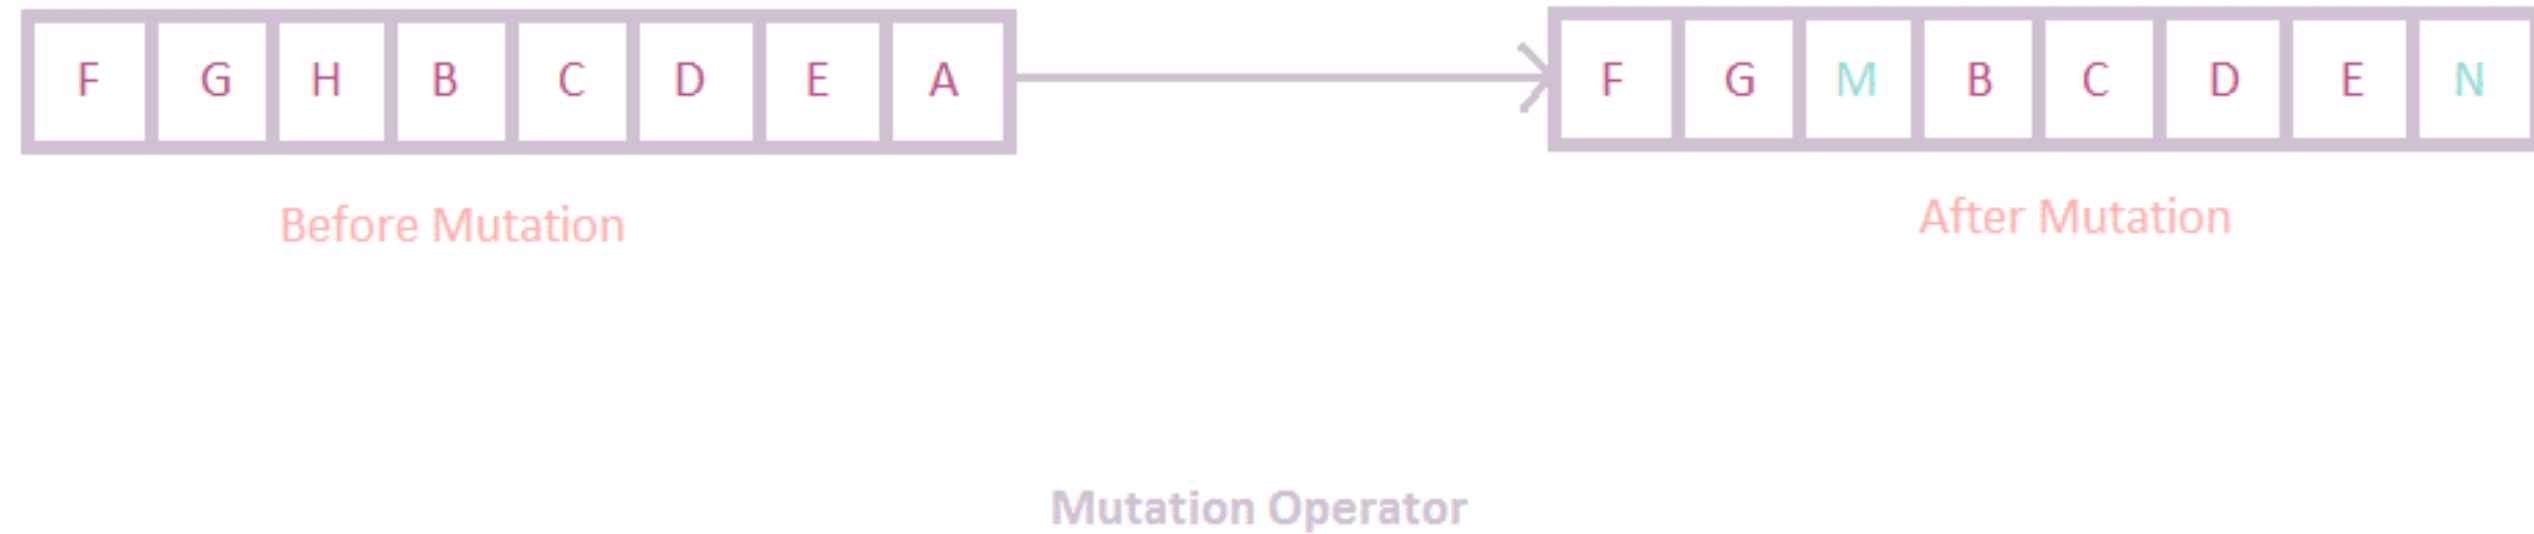 F G H B C D E A F G M B C D E N
Before Mutation After Mutation
Mutation Operator